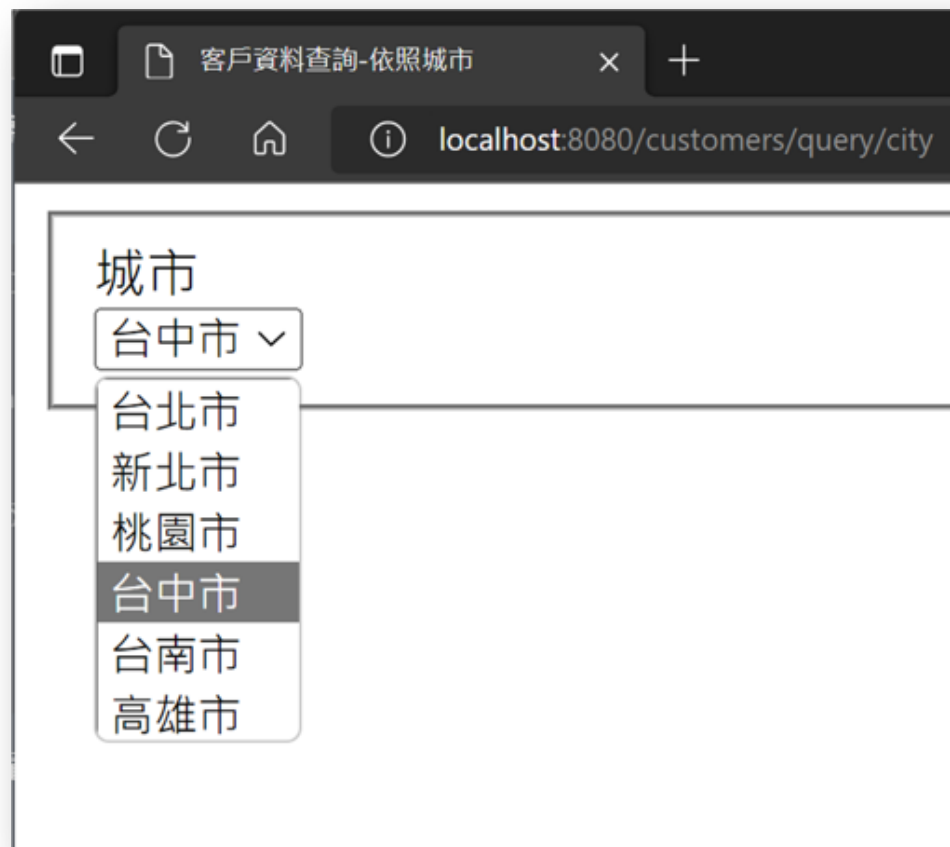 客戶資料查詢-依照城市
localhost:8080/customers/query/city
城市
台中市
台北市
新北市
桃園市
台中市
台南市
高雄市